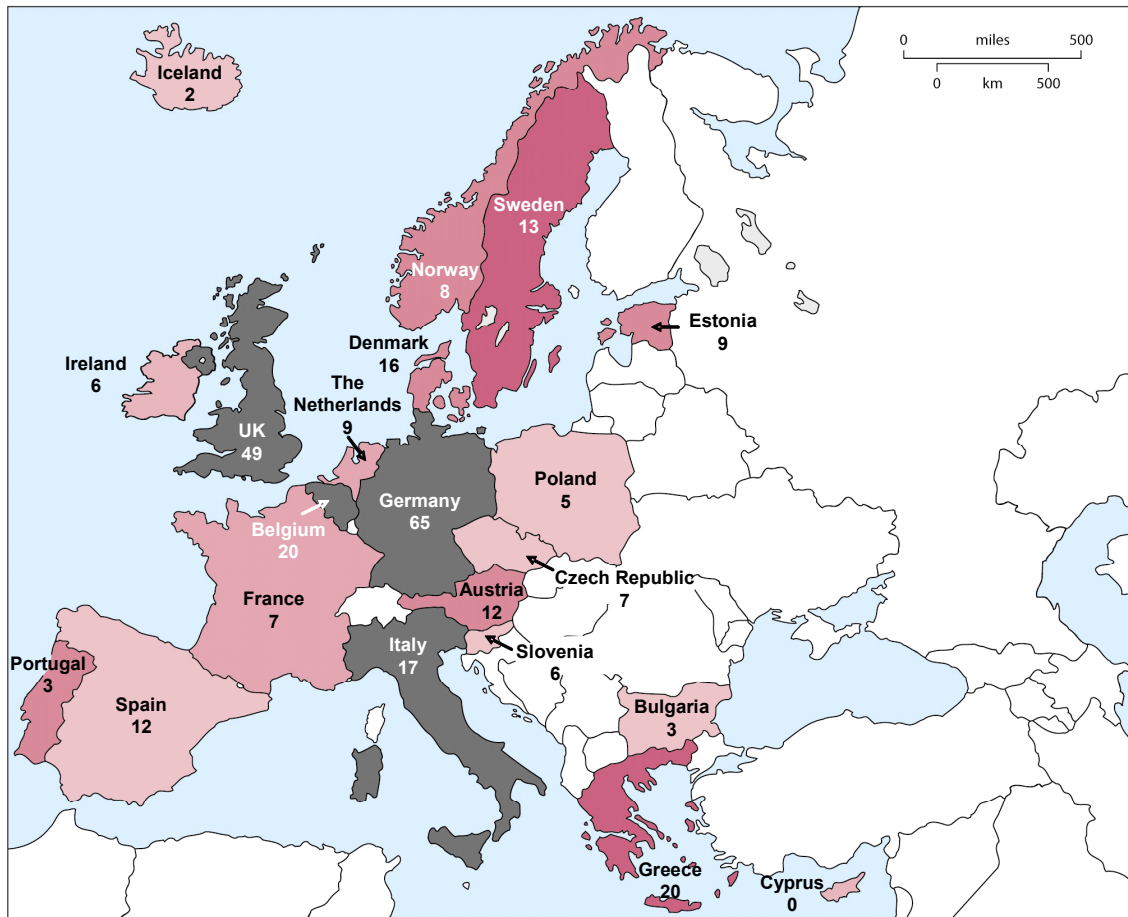 0 miles 500
0 km 500
Iceland
2
Sweden
13
Norway
8
Estonia
9
Denmark
16
Ireland
6
The
Netherlands
9
UK
49
Poland
5
Germany
65
Belgium
20
Czech Republic
7
Austria
12
France
7
Italy
17
Slovenia
6
Portugal
3
Spain
12
Bulgaria
3
Greece
20
Cyprus
0